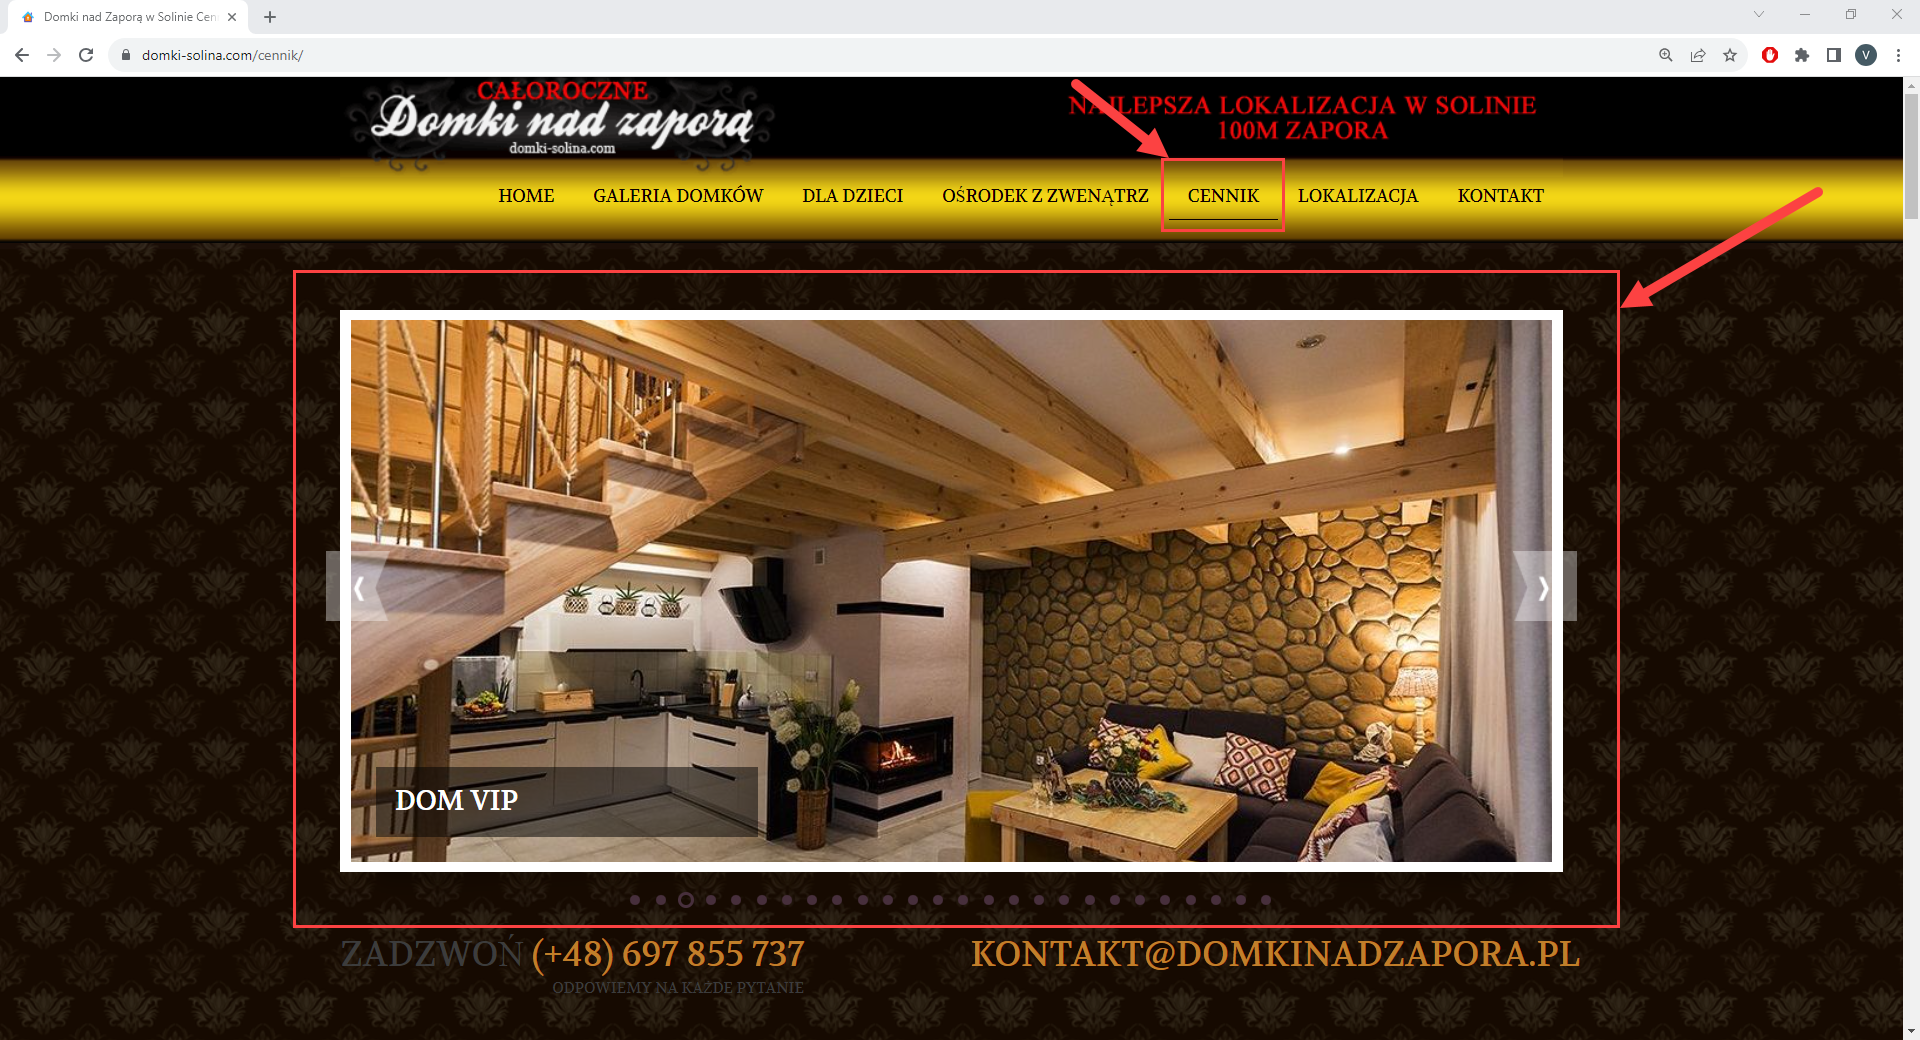 Domki nad Zaporą w Solinie Cen
domki-solina.com/cennik/
V
CAŁOROCZNE
Domki nad zaporą
domki-solina.com
NAJLEPSZA LOKALIZACJA W SOLINIE
100M ZAPORA
HOME GALERIA DOMKÓW DLA DZIECI OŚRODEK Z ZWENĄTRZ CENNIK LOKALIZACJA KONTAKT
DOM VIP
ZADZWOŃ (+48) 697 855 737 KONTAKT@DOMKINADZAPORA.PL
ODPOWIEMY NA KAŻDE PYTANIE